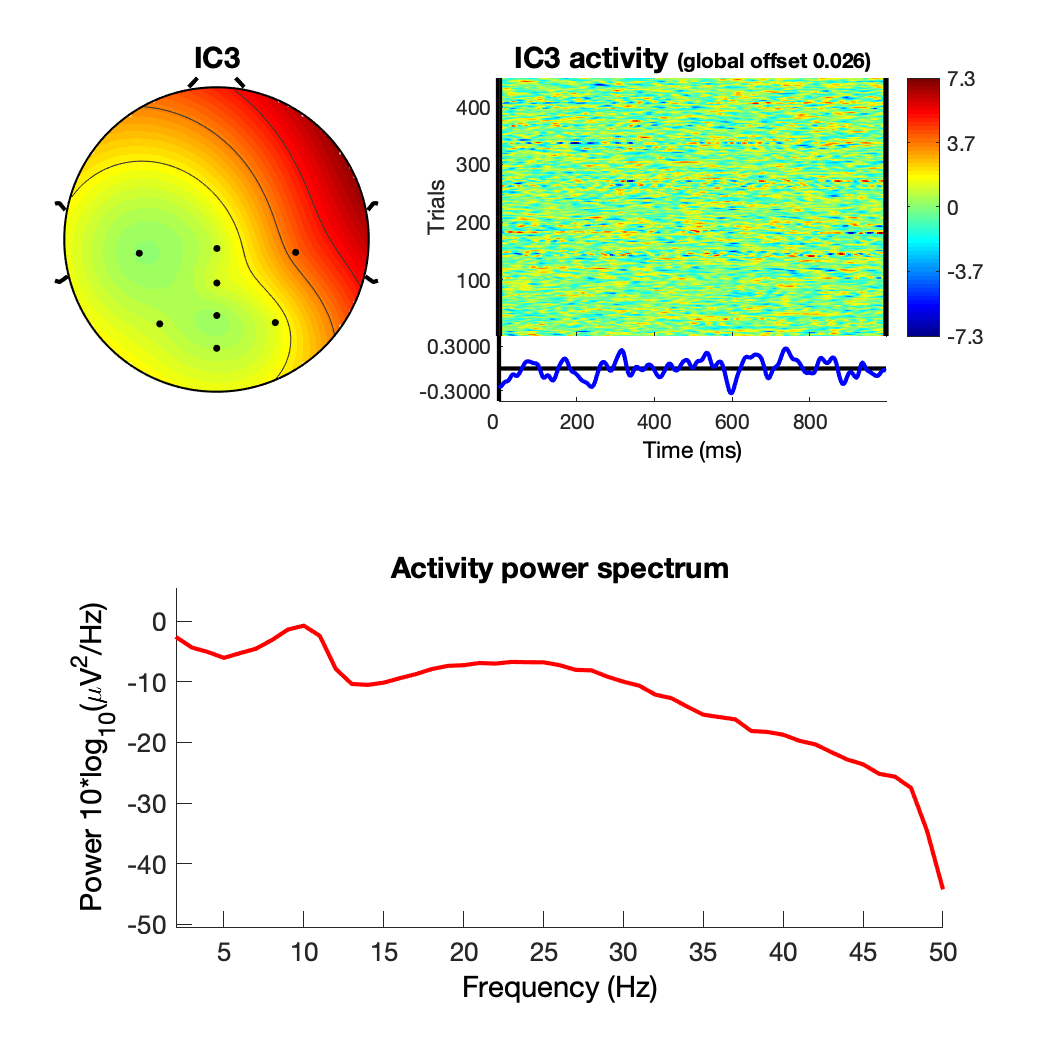 IC3
IC3 activity (global offset 0.026)
400
300
200
100
Trials
7.3
3.7
0
-3.7
-7.3
0.3000
-0.3000
0 200 400 600 800
Time (ms)
Activity power spectrum
0
-10
-20
-30
-40
-50
Power 10*log10(μV2/Hz)
5 10 15 20 25 30 35 40 45 50
Frequency (Hz)